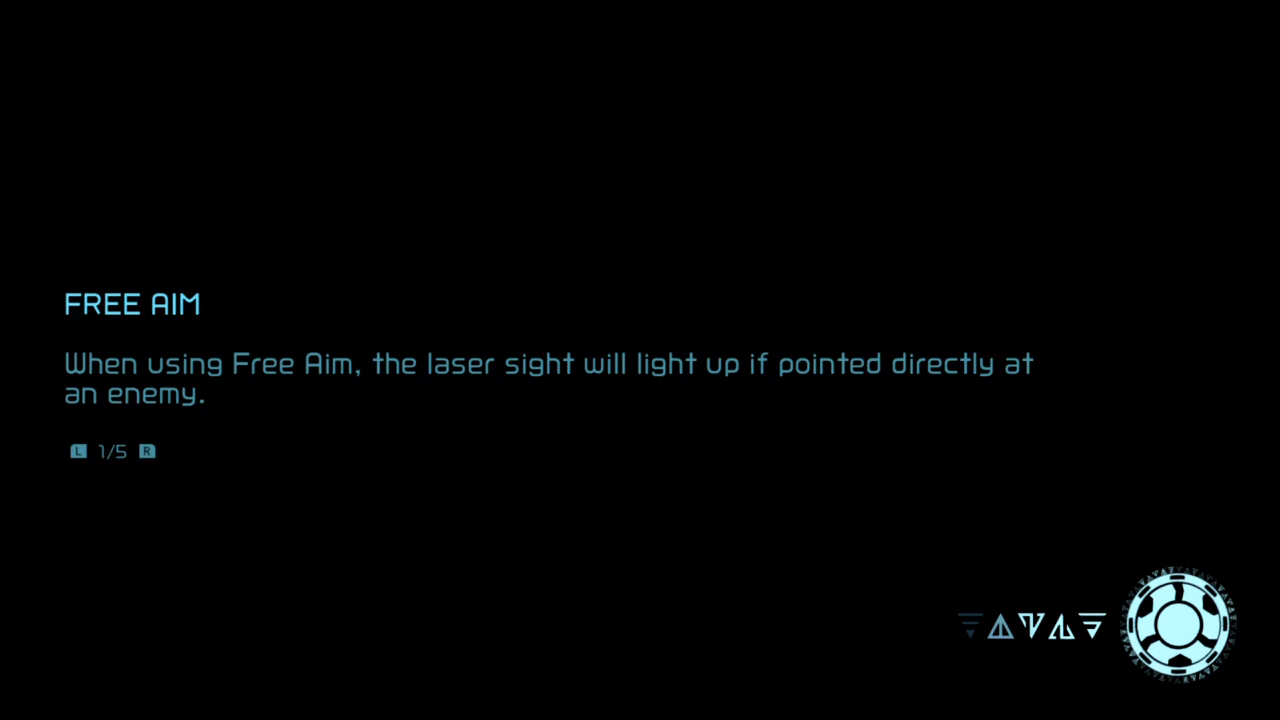 FREE AIM
When using Free Aim, the laser sight will light up if pointed directly at
an enemy.
L 1/5 R